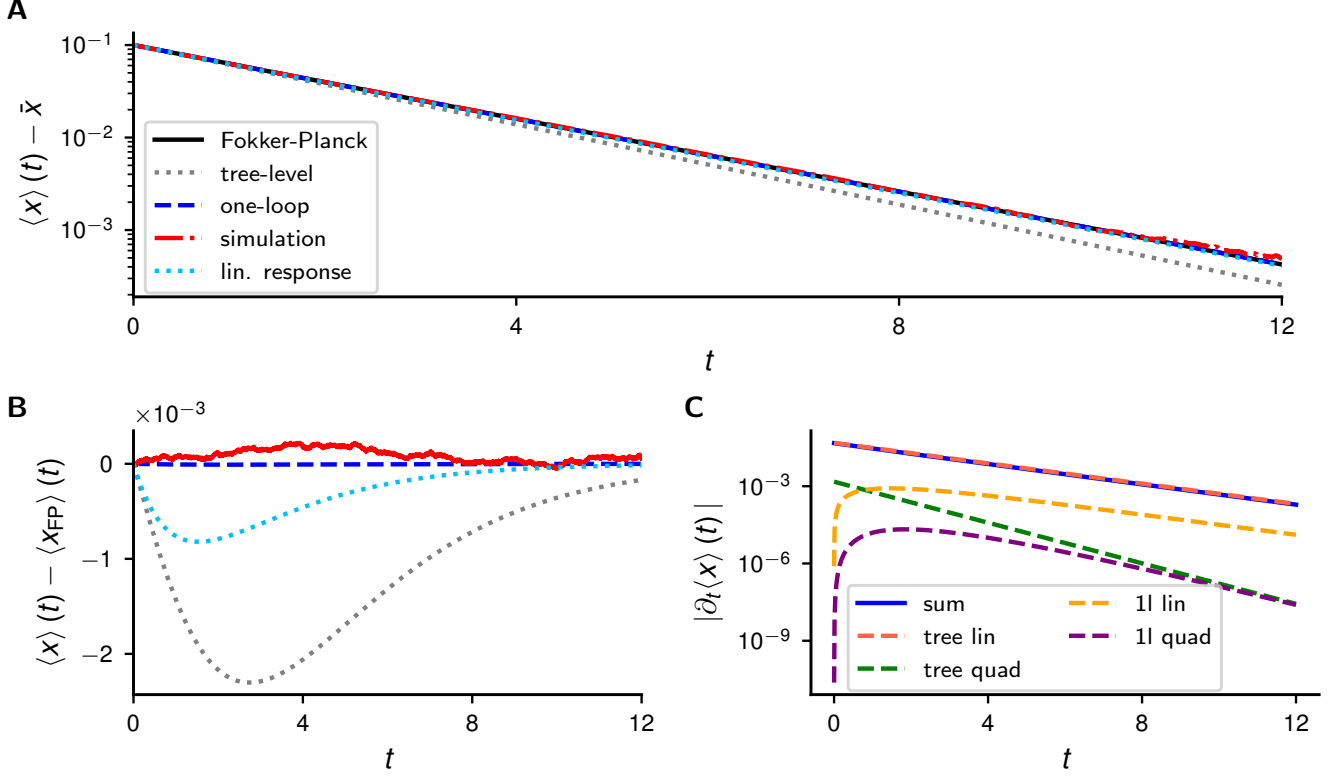 A
⟨x⟩ (t) − x̄
10⁻¹
10⁻²
10⁻³
Fokker-Planck
tree-level
one-loop
simulation
lin. response
0 4 8 12
t
B
×10⁻³
⟨x⟩ (t) − ⟨x_FP⟩ (t)
0
−1
−2
0 4 8 12
t
C
|∂ₜ⟨x⟩ (t) |
10⁻³
10⁻⁶
10⁻⁹
sum
tree lin
tree quad
1l lin
1l quad
0 4 8 12
t